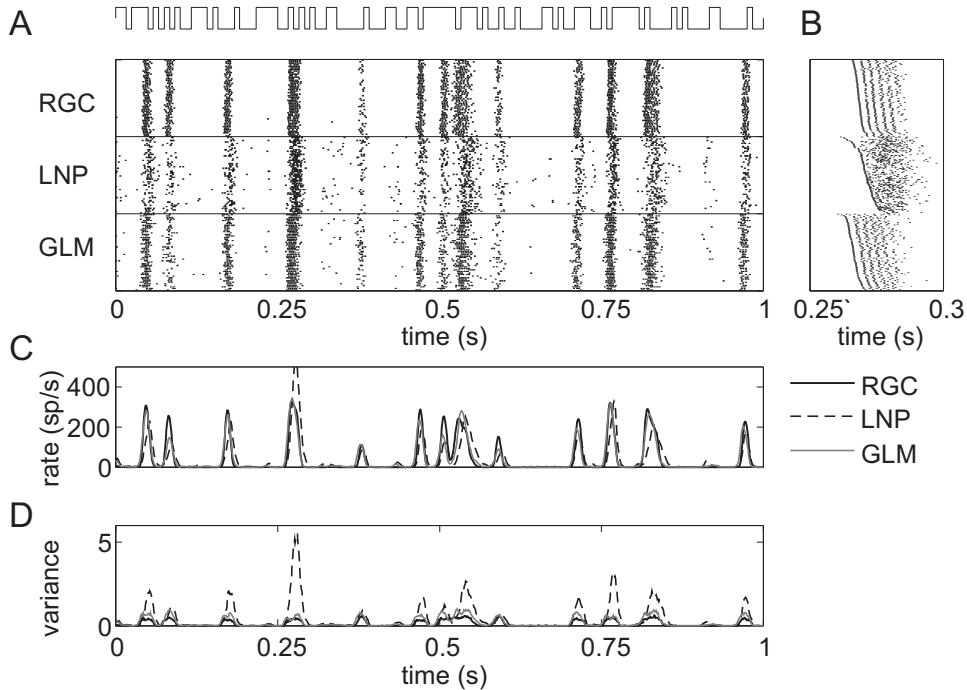 A
B
RGC
LNP
GLM
0 0.25 0.5 0.75 1
time (s)
0.25` 0.3
time (s)
C
400
200
0
rate (sp/s)
RGC
LNP
GLM
D
5
0
variance
0 0.25 0.5 0.75 1
time (s)